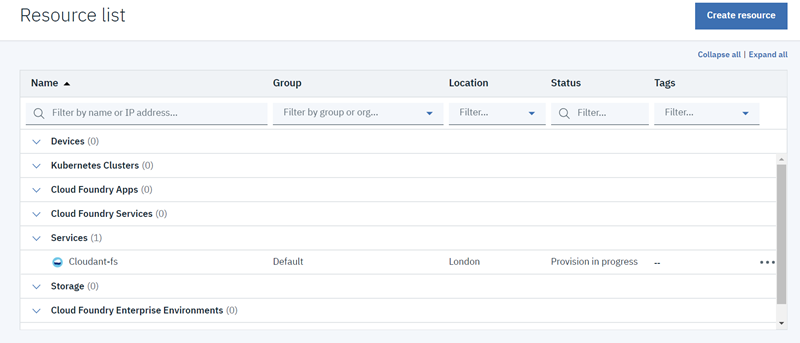 Resource list
Create resource
Collapse all | Expand all
Name Group Location Status Tags
Filter by name or IP address... Filter by group or org... Filter... Filter... Filter...
Devices (0)
Kubernetes Clusters (0)
Cloud Foundry Apps (0)
Cloud Foundry Services (0)
Services (1)
Cloudant-fs Default London Provision in progress --
Storage (0)
Cloud Foundry Enterprise Environments (0)